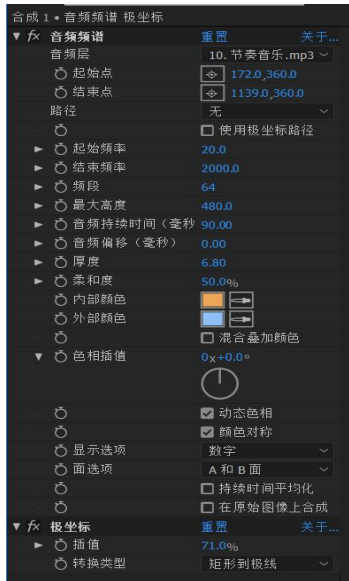 合成 1 • 音频频谱 极坐标
fx 音频频谱 重置 关于...
音频层 10. 节奏音乐.mp3
起始点 172.0,360.0
结束点 1139.0,360.0
路径 无
使用极坐标路径
起始频率 20.0
结束频率 2000.0
频段 64
最大高度 480.0
音频持续时间（毫秒 90.00
音频偏移（毫秒） 0.00
厚度 6.80
柔和度 50.0%
内部颜色
外部颜色
混合叠加颜色
色相插值 0x+0.0°
动态色相
颜色对称
显示选项 数字
面选项 A 和 B 面
持续时间平均化
在原始图像上合成
fx 极坐标 重置 关于...
插值 71.0%
转换类型 矩形到极线